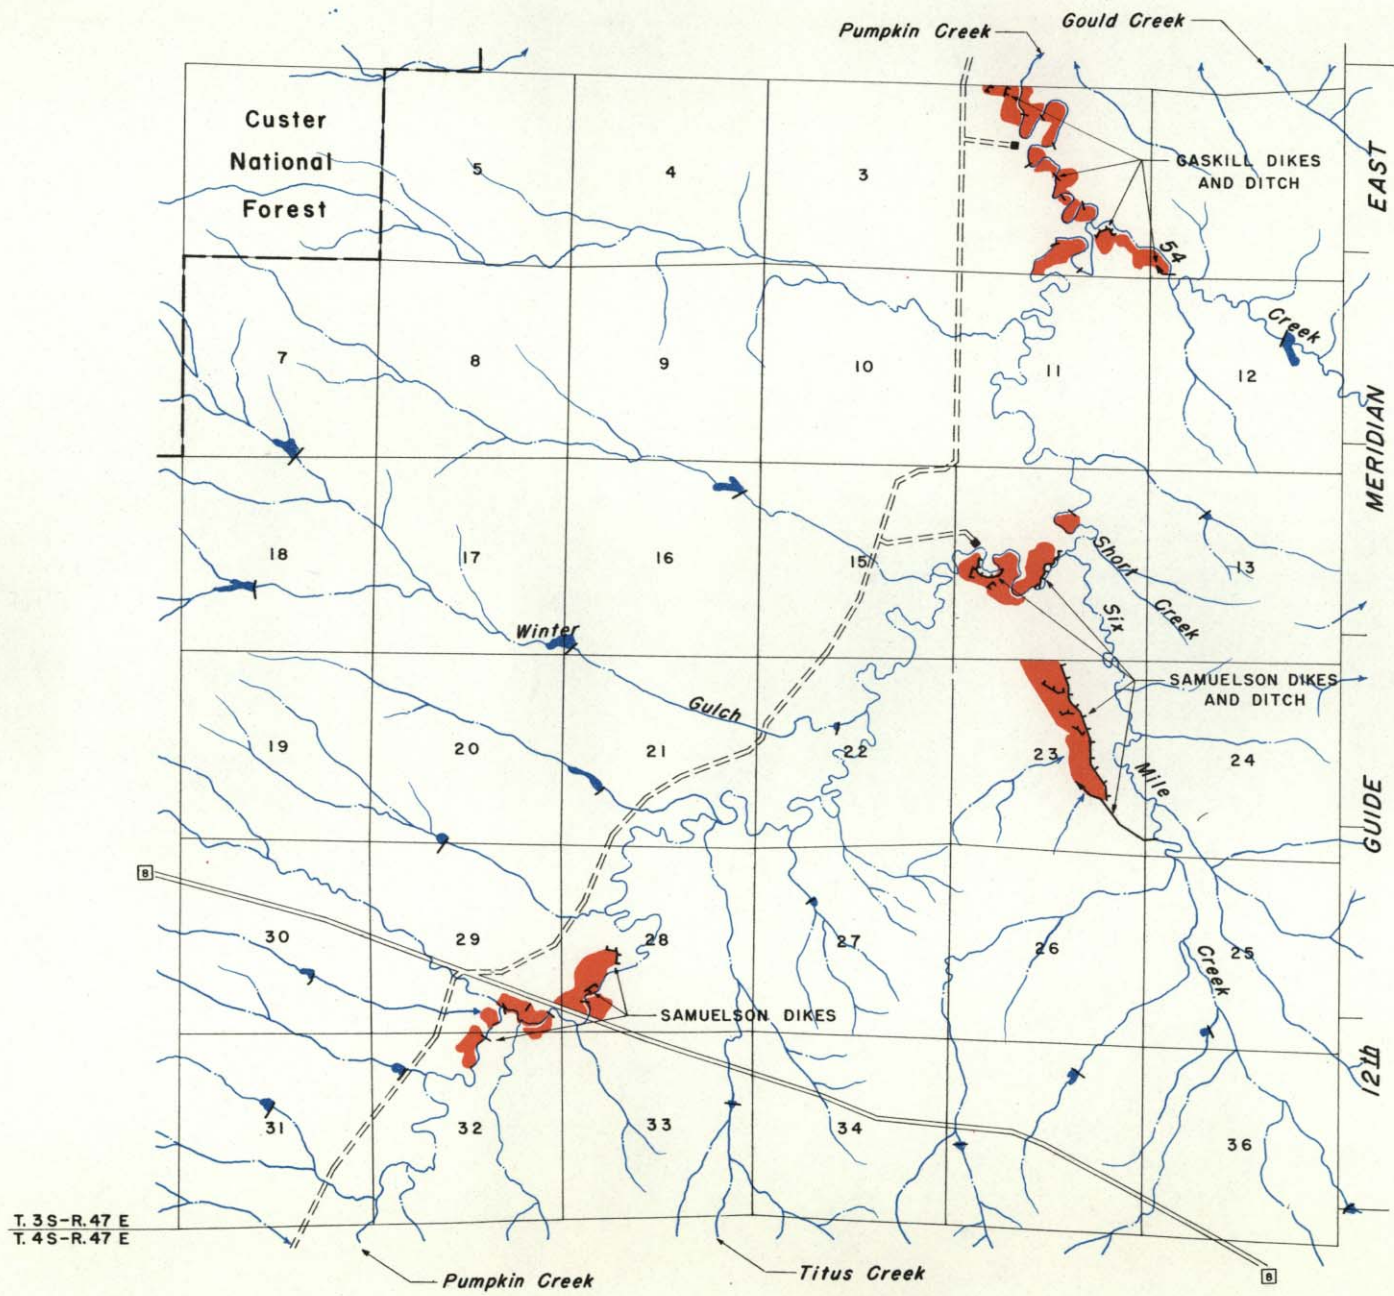 Gould Creek
Pumpkin Creek
Custer
National
Forest
5
4
3
GASKILL DIKES
AND DITCH
EAST
54
Creek
7
8
9
10
11
12
MERIDIAN
18
17
16
15
Short
Creek
13
Six
Winter
SAMUELSON DIKES
AND DITCH
Gulch
19
20
21
22
23
Mile
24
GUIDE
8
30
29
28
27
26
25
Creek
SAMUELSON DIKES
12th
31
32
33
34
36
T. 3 S-R. 47 E
T. 4 S-R. 47 E
Pumpkin Creek
Titus Creek
8